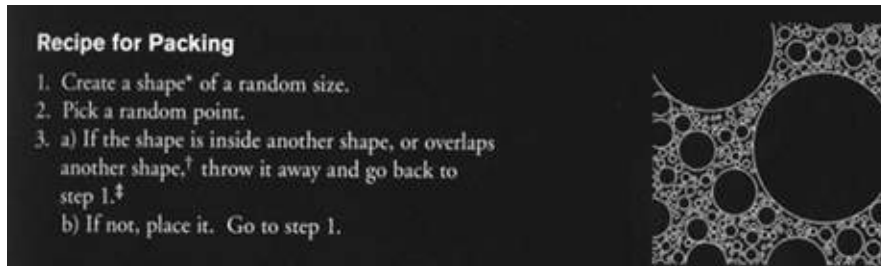 Recipe for Packing
1. Create a shape* of a random size.
2. Pick a random point.
3. a) If the shape is inside another shape, or overlaps
another shape,† throw it away and go back to
step 1.‡
b) If not, place it. Go to step 1.